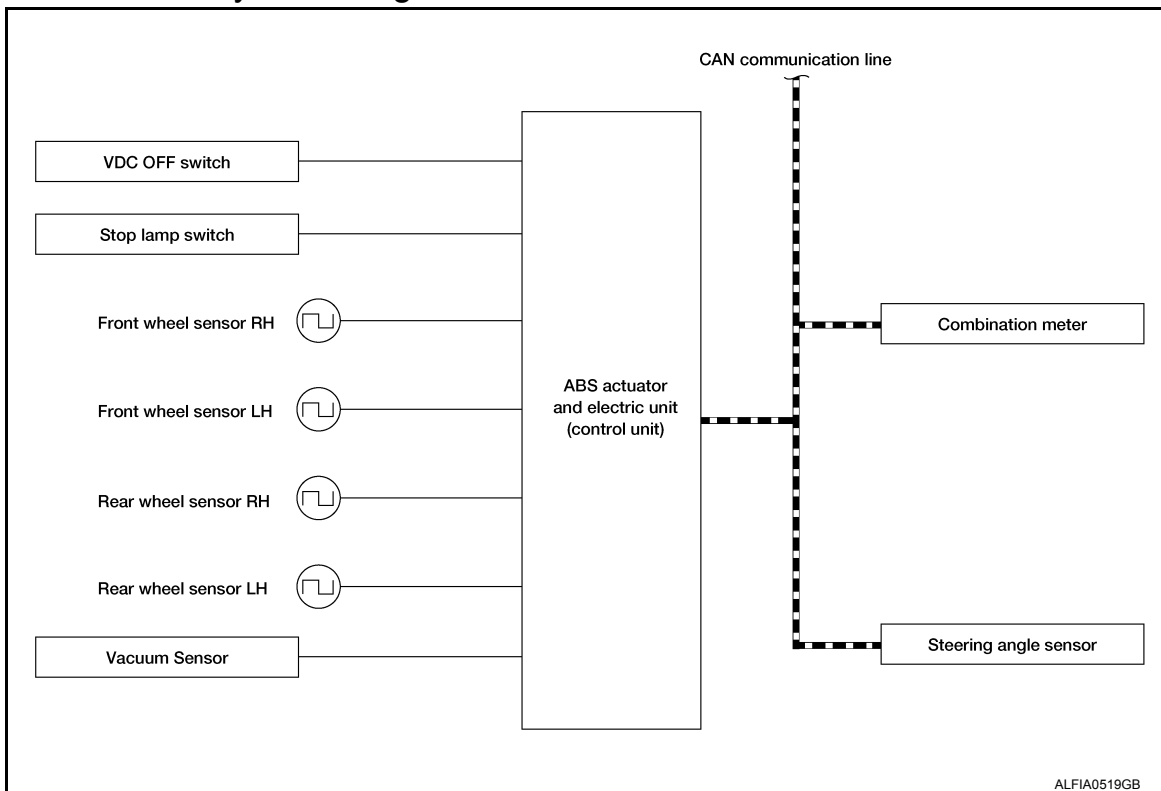 CAN communication line
VDC OFF switch
Stop lamp switch
Front wheel sensor RH
Front wheel sensor LH
Rear wheel sensor RH
Rear wheel sensor LH
Vacuum Sensor
ABS actuator
and electric unit
(control unit)
Combination meter
Steering angle sensor
ALFIA0519GB